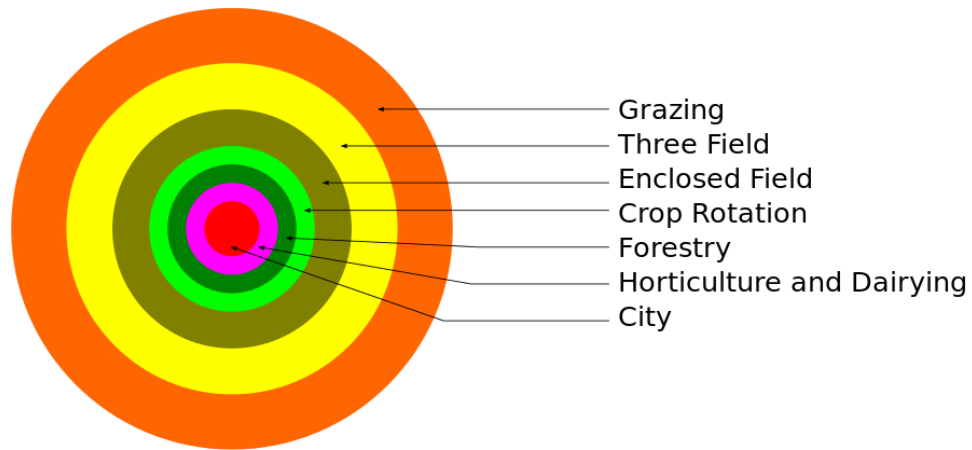 Grazing
Three Field
Enclosed Field
Crop Rotation
Forestry
Horticulture and Dairying
City